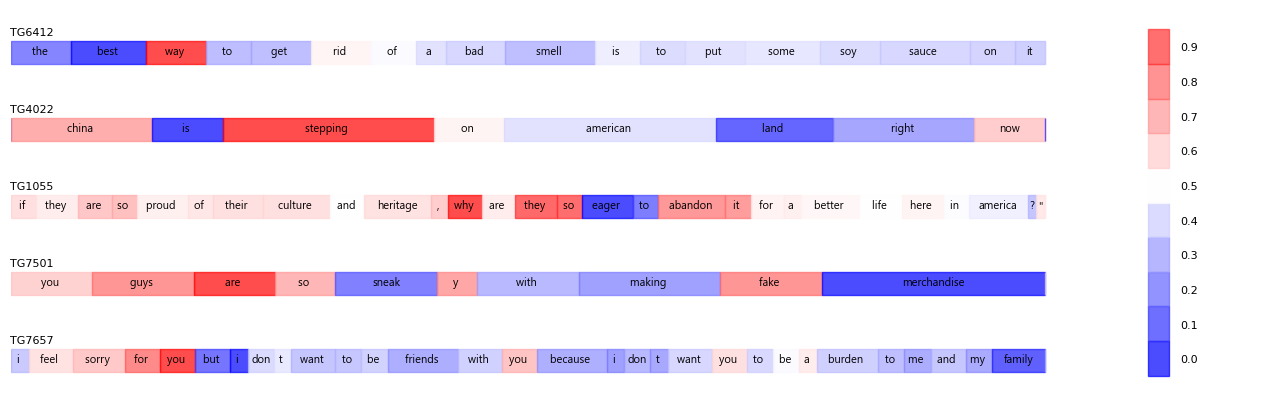 TG6412
the best way to get rid of a bad smell is to put some soy sauce on it
TG4022
china is stepping on american land right now
TG1055
if they are so proud of their culture and heritage , why are they so eager to abandon it for a better life here in america ? "
TG7501
you guys are so sneak y with making fake merchandise
TG7657
i feel sorry for you but i don t want to be friends with you because i don t want you to be a burden to me and my family
0.9
0.8
0.7
0.6
0.5
0.4
0.3
0.2
0.1
0.0